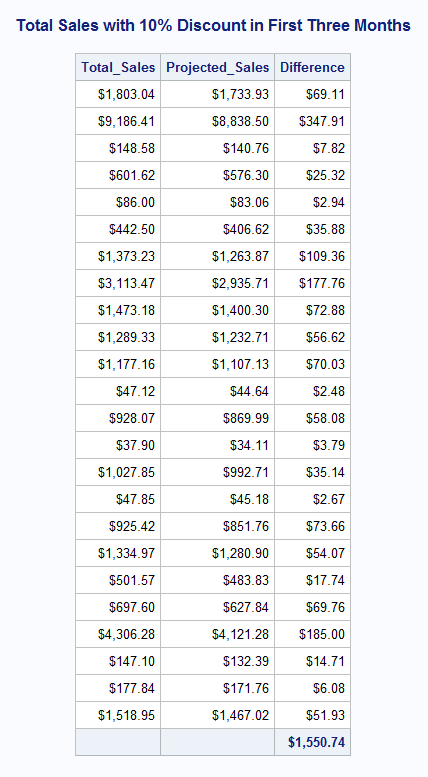 Total Sales with 10% Discount in First Three Months
Total_Sales Projected_Sales Difference
$1,803.04 $1,733.93 $69.11
$9,186.41 $8,838.50 $347.91
$148.58 $140.76 $7.82
$601.62 $576.30 $25.32
$86.00 $83.06 $2.94
$442.50 $406.62 $35.88
$1,373.23 $1,263.87 $109.36
$3,113.47 $2,935.71 $177.76
$1,473.18 $1,400.30 $72.88
$1,289.33 $1,232.71 $56.62
$1,177.16 $1,107.13 $70.03
$47.12 $44.64 $2.48
$928.07 $869.99 $58.08
$37.90 $34.11 $3.79
$1,027.85 $992.71 $35.14
$47.85 $45.18 $2.67
$925.42 $851.76 $73.66
$1,334.97 $1,280.90 $54.07
$501.57 $483.83 $17.74
$697.60 $627.84 $69.76
$4,306.28 $4,121.28 $185.00
$147.10 $132.39 $14.71
$177.84 $171.76 $6.08
$1,518.95 $1,467.02 $51.93
$1,550.74